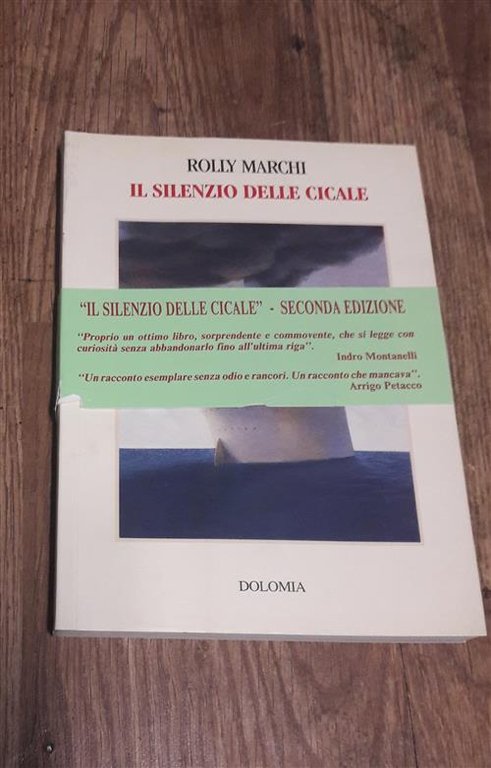 ROLLY MARCHI
IL SILENZIO DELLE CICALE
“IL SILENZIO DELLE CICALE” - SECONDA EDIZIONE
“Proprio un ottimo libro, sorprendente e commovente, che si legge con
curiosità senza abbandonarlo fino all'ultima riga”.
Indro Montanelli
“Un racconto esemplare senza odio e rancori. Un racconto che mancava”.
Arrigo Petacco
DOLOMIA